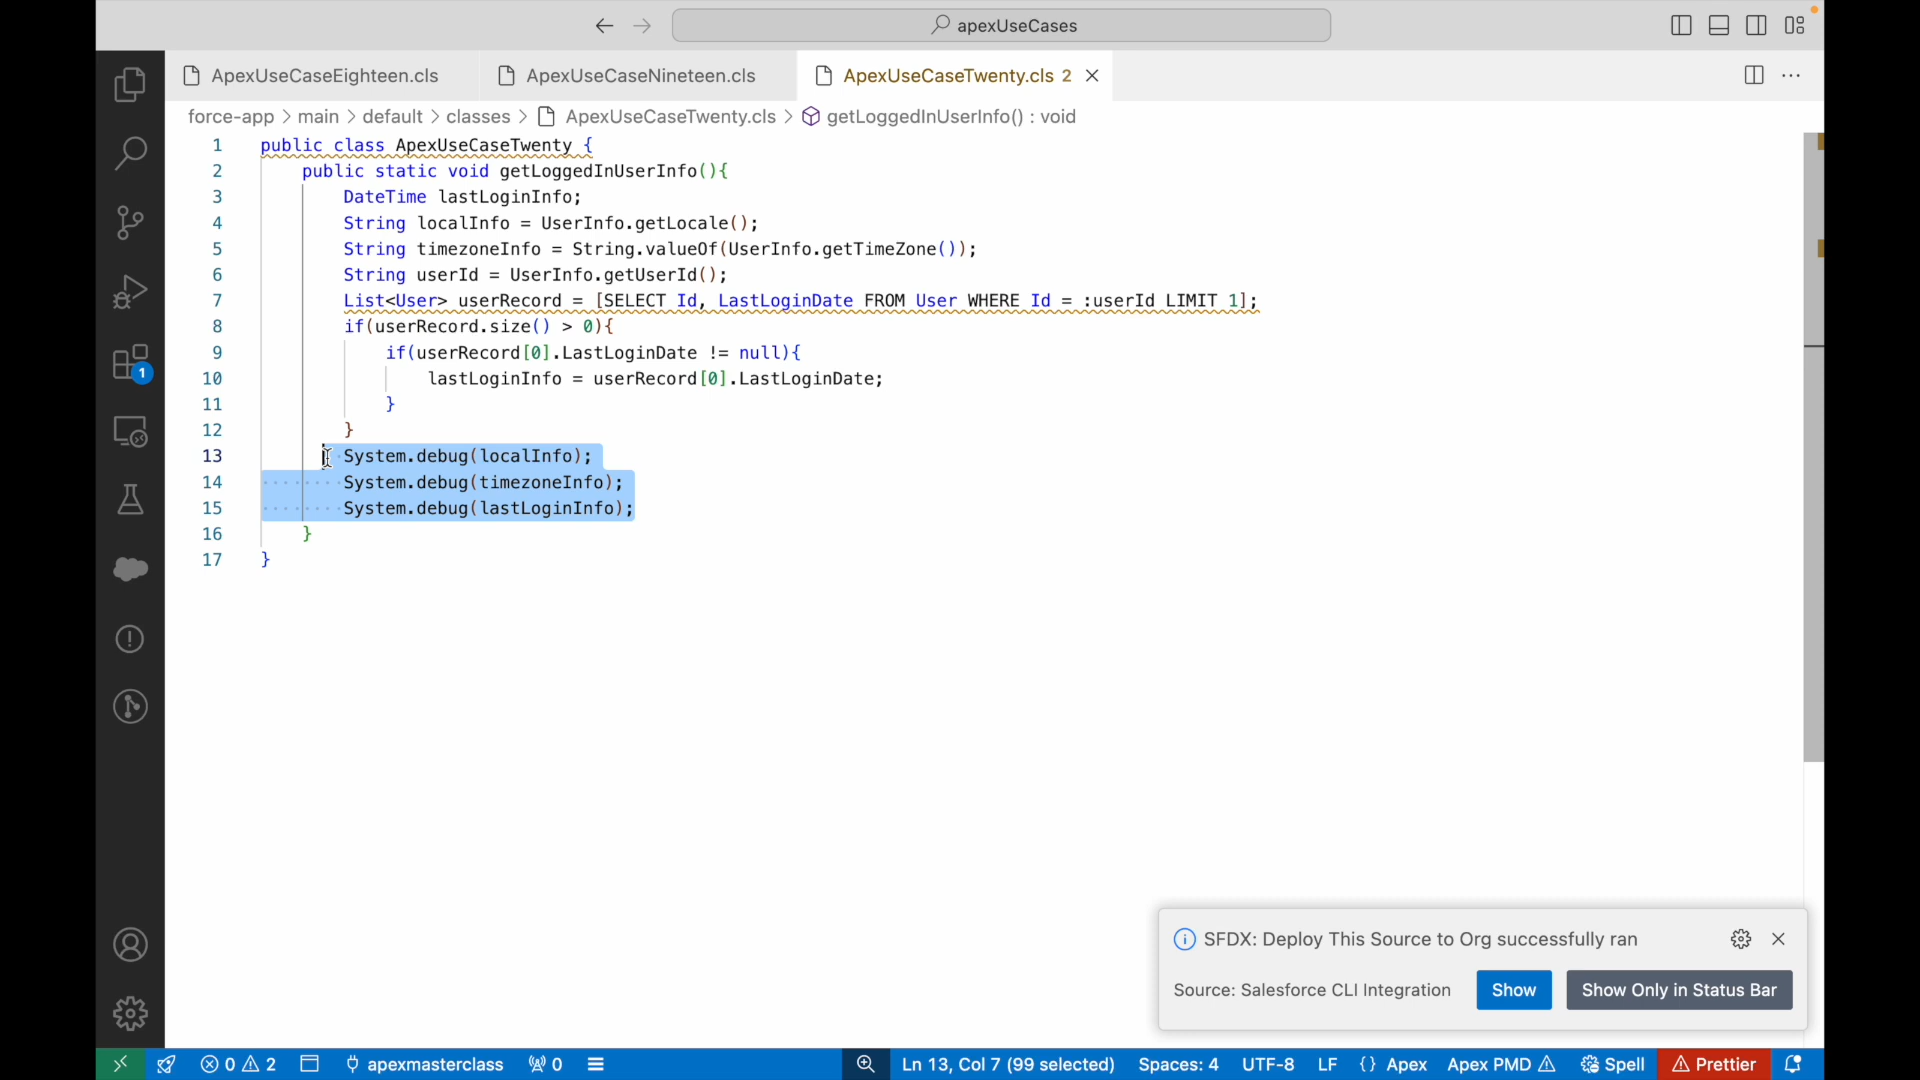 apexUseCases
ApexUseCaseEighteen.cls
ApexUseCaseNineteen.cls
ApexUseCaseTwenty.cls 2
force-app > main > default > classes > ApexUseCaseTwenty.cls > getLoggedInUserInfo() : void
1 public class ApexUseCaseTwenty {
2 public static void getLoggedInUserInfo(){
3 DateTime lastLoginInfo;
4 String localInfo = UserInfo.getLocale();
5 String timezoneInfo = String.valueOf(UserInfo.getTimeZone());
6 String userId = UserInfo.getUserId();
7 List<User> userRecord = [SELECT Id, LastLoginDate FROM User WHERE Id = :userId LIMIT 1];
8 if(userRecord.size() > 0){
9 if(userRecord[0].LastLoginDate != null){
10 lastLoginInfo = userRecord[0].LastLoginDate;
11 }
12 }
13 System.debug(localInfo);
14 System.debug(timezoneInfo);
15 System.debug(lastLoginInfo);
16 }
17 }
1
SFDX: Deploy This Source to Org successfully ran
Source: Salesforce CLI Integration Show Show Only in Status Bar
0 2 apexmasterclass 0 Ln 13, Col 7 (99 selected) Spaces: 4 UTF-8 LF {} Apex Apex PMD Spell Prettier